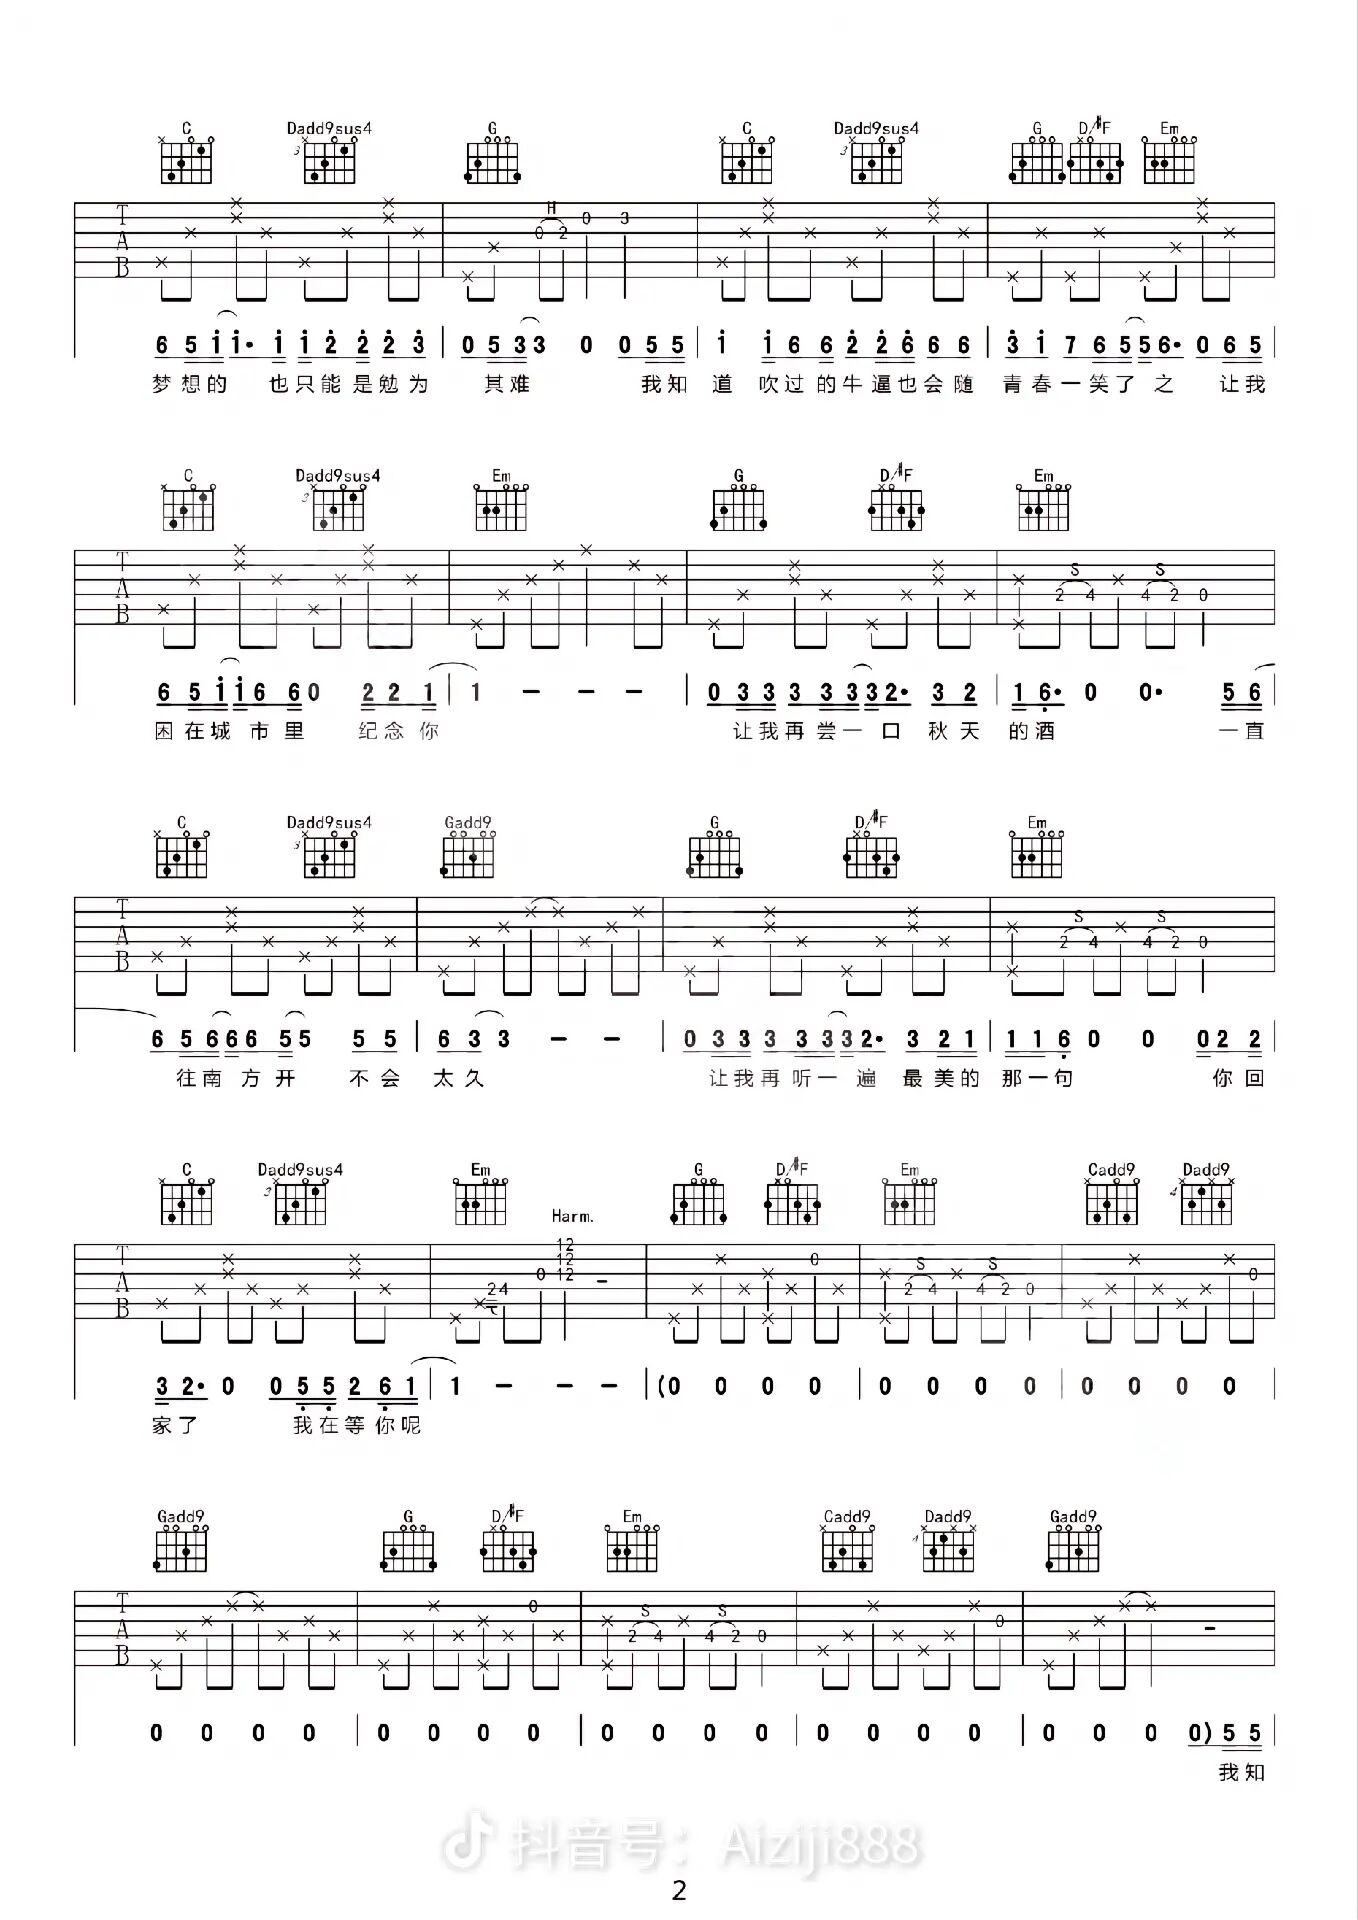 C Dadd9sus4 G C Dadd9sus4 G D/#F Em
H
T A B 0 2 0 3
6 5 i i· i i 2 2 2 3 0 5 3 3 0 0 5 5 i i 6 6 2 2 6 6 6 3 i 7 6 5 5 6· 0 6 5
梦想的 也只能是勉为 其难 我知 道 吹过的牛逼也会随 青春一笑了之 让我
C Dadd9sus4 Em G D/#F Em
S S
T A B 2 4 4 2 0
6 5 i i 6 6 0 2 2 1 1 - - - 0 3 3 3 3 3 3 3 2· 3 2 1 6· 0 0· 5 6
困在城市里 纪念你 让我再尝一口 秋天 的酒 一直
C Dadd9sus4 Gadd9 G D/#F Em
S S
T A B 2 4 4 2 0
6 5 6 6 6 5 5 5 5 6 3 3 - - 0 3 3 3 3 3 3 3 2· 3 2 1 1 1 6 0 0 0 2 2
往南方开 不会 太久 让我再听一遍 最美的 那一句 你回
C Dadd9sus4 Em G D/#F Em Cadd9 Dadd9
Harm.
S S
T A B 2 4 0 12 12 12 - 0 2 4 4 2 0 0
3 2· 0 0 5 5 2 6 1 1 - - - (0 0 0 0 0 0 0 0 0 0 0 0
家了 我在等你呢
Gadd9 G D/#F Em Cadd9 Dadd9 Gadd9
S S
T A B 0 2 4 4 2 0 0 -
0 0 0 0 0 0 0 0 0 0 0 0 0 0 0 0 0 0 0 0) 5 5
我知
抖音号：Aiziji888
2